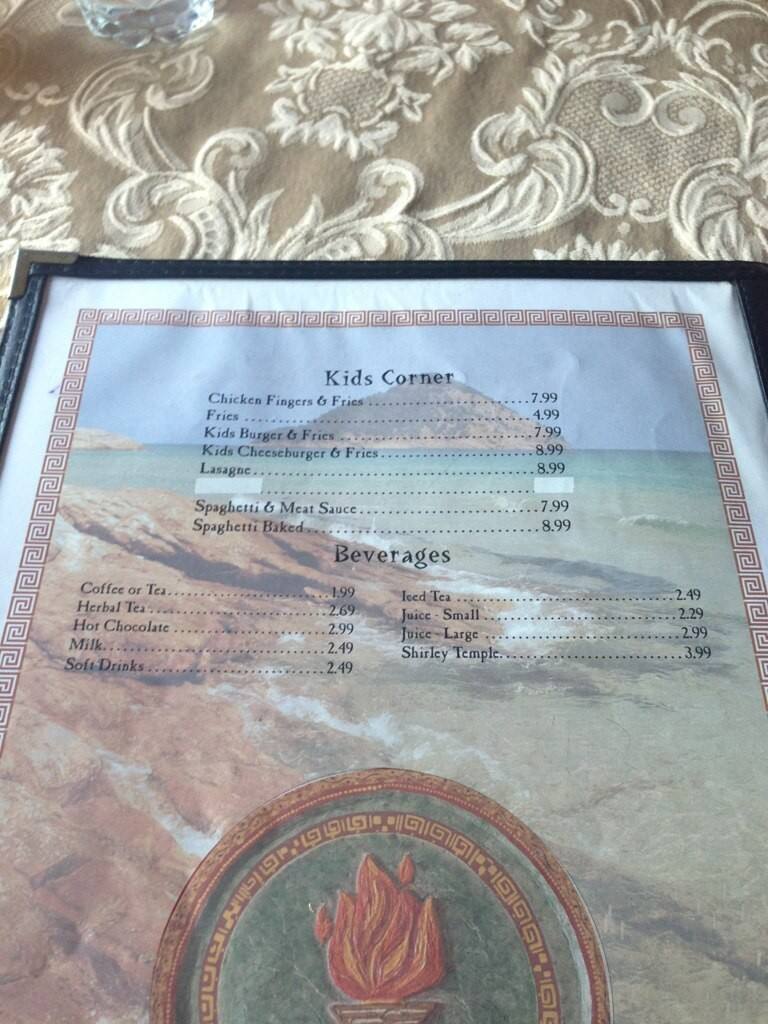 Kids Corner
Chicken Fingers & Fries ........................ 7.99
Fries ........................ 4.99
Kids Burger & Fries ........................ 7.99
Kids Cheeseburger & Fries ........................ 8.99
Lasagne ........................ 8.99
Spaghetti & Meat Sauce ........................ 7.99
Spaghetti Baked ........................ 8.99
Beverages
Coffee or Tea ........................ 1.99
Herbal Tea ........................ 2.69
Hot Chocolate ........................ 2.99
Milk ........................ 2.49
Soft Drinks ........................ 2.49
Iced Tea ........................ 2.49
Juice - Small ........................ 2.29
Juice - Large ........................ 2.99
Shirley Temple ........................ 3.99